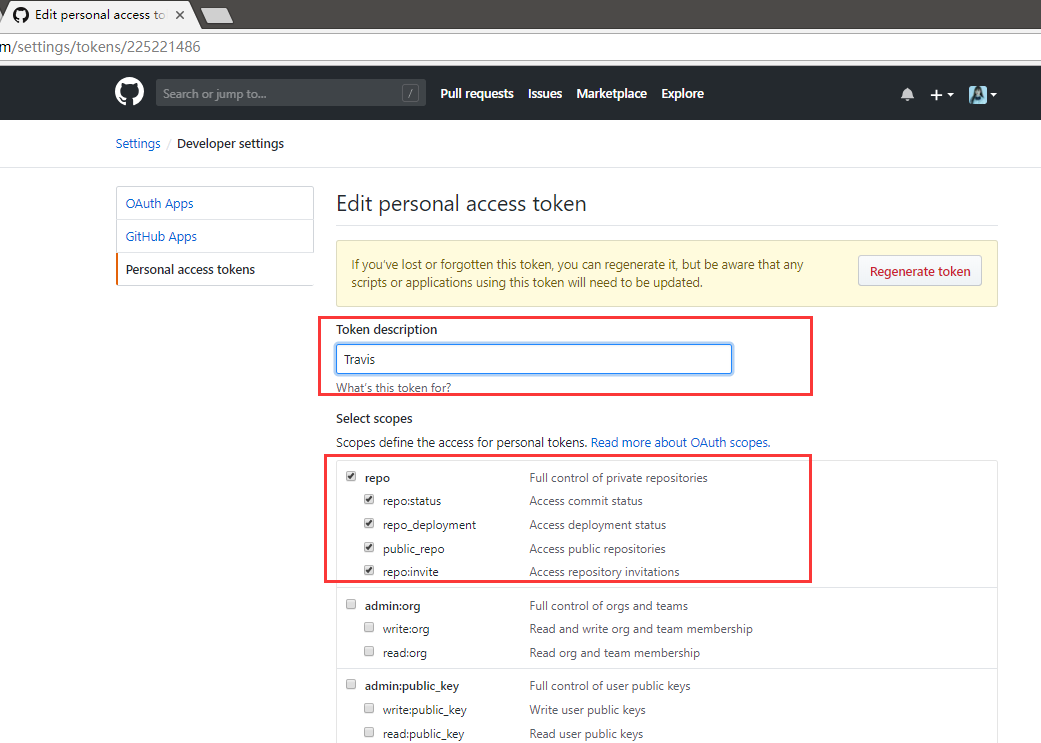 Edit personal access to
m/settings/tokens/225221486
Search or jump to... / Pull requests Issues Marketplace Explore
Settings / Developer settings
OAuth Apps
GitHub Apps
Personal access tokens
Edit personal access token
If you've lost or forgotten this token, you can regenerate it, but be aware that any
scripts or applications using this token will need to be updated.
Regenerate token
Token description
Travis
What's this token for?
Select scopes
Scopes define the access for personal tokens. Read more about OAuth scopes.
repo Full control of private repositories
repo:status Access commit status
repo_deployment Access deployment status
public_repo Access public repositories
repo:invite Access repository invitations
admin:org Full control of orgs and teams
write:org Read and write org and team membership
read:org Read org and team membership
admin:public_key Full control of user public keys
write:public_key Write user public keys
read:public_key Read user public keys